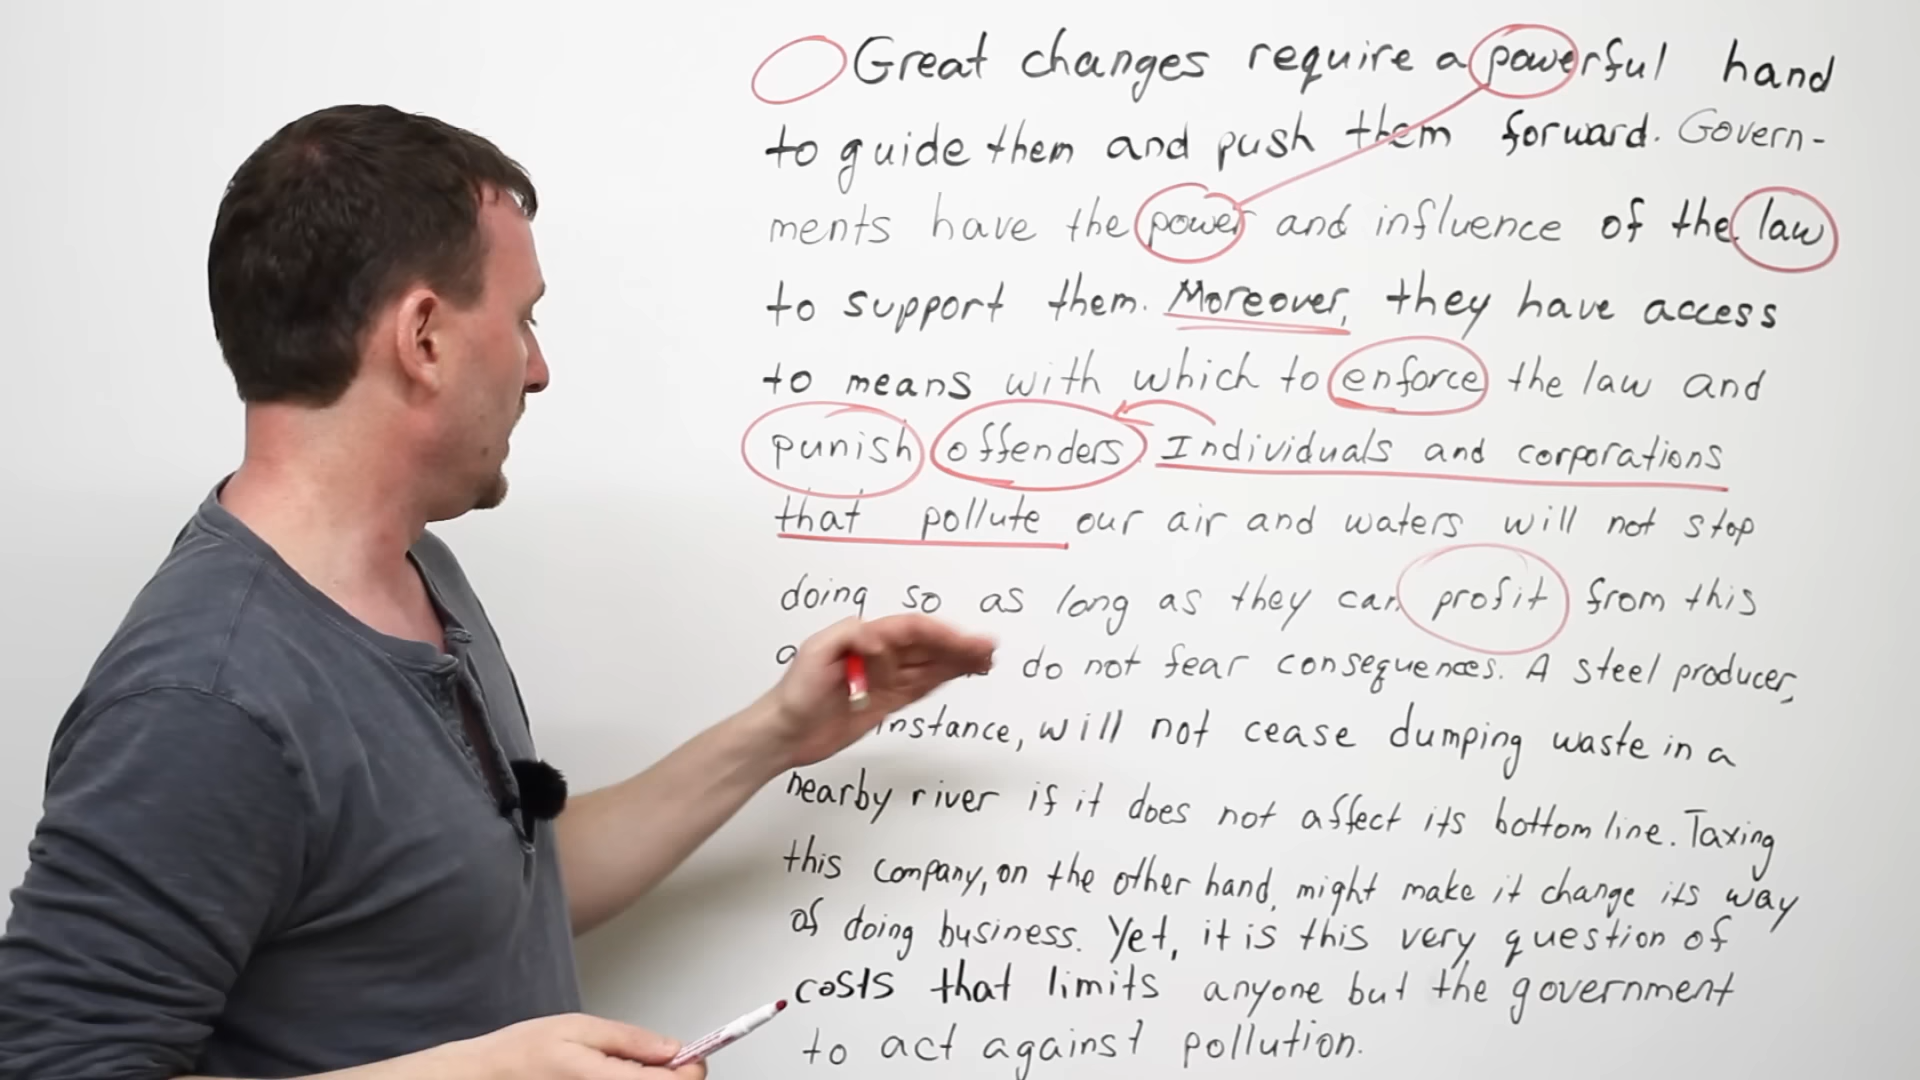 Great changes require a powerful hand
to guide them and push them forward. Govern-
ments have the power and influence of the law
to support them. Moreover, they have access
to means with which to enforce the law and
punish offenders Individuals and corporations
that pollute our air and waters will not stop
doing so as long as they can profit from this
do not fear consequences. A steel producer,
instance, will not cease dumping waste in a
nearby river if it does not affect its bottom line. Taxing
this company, on the other hand, might make it change its way
of doing business. Yet, it is this very question of
costs that limits anyone but the government
to act against pollution.